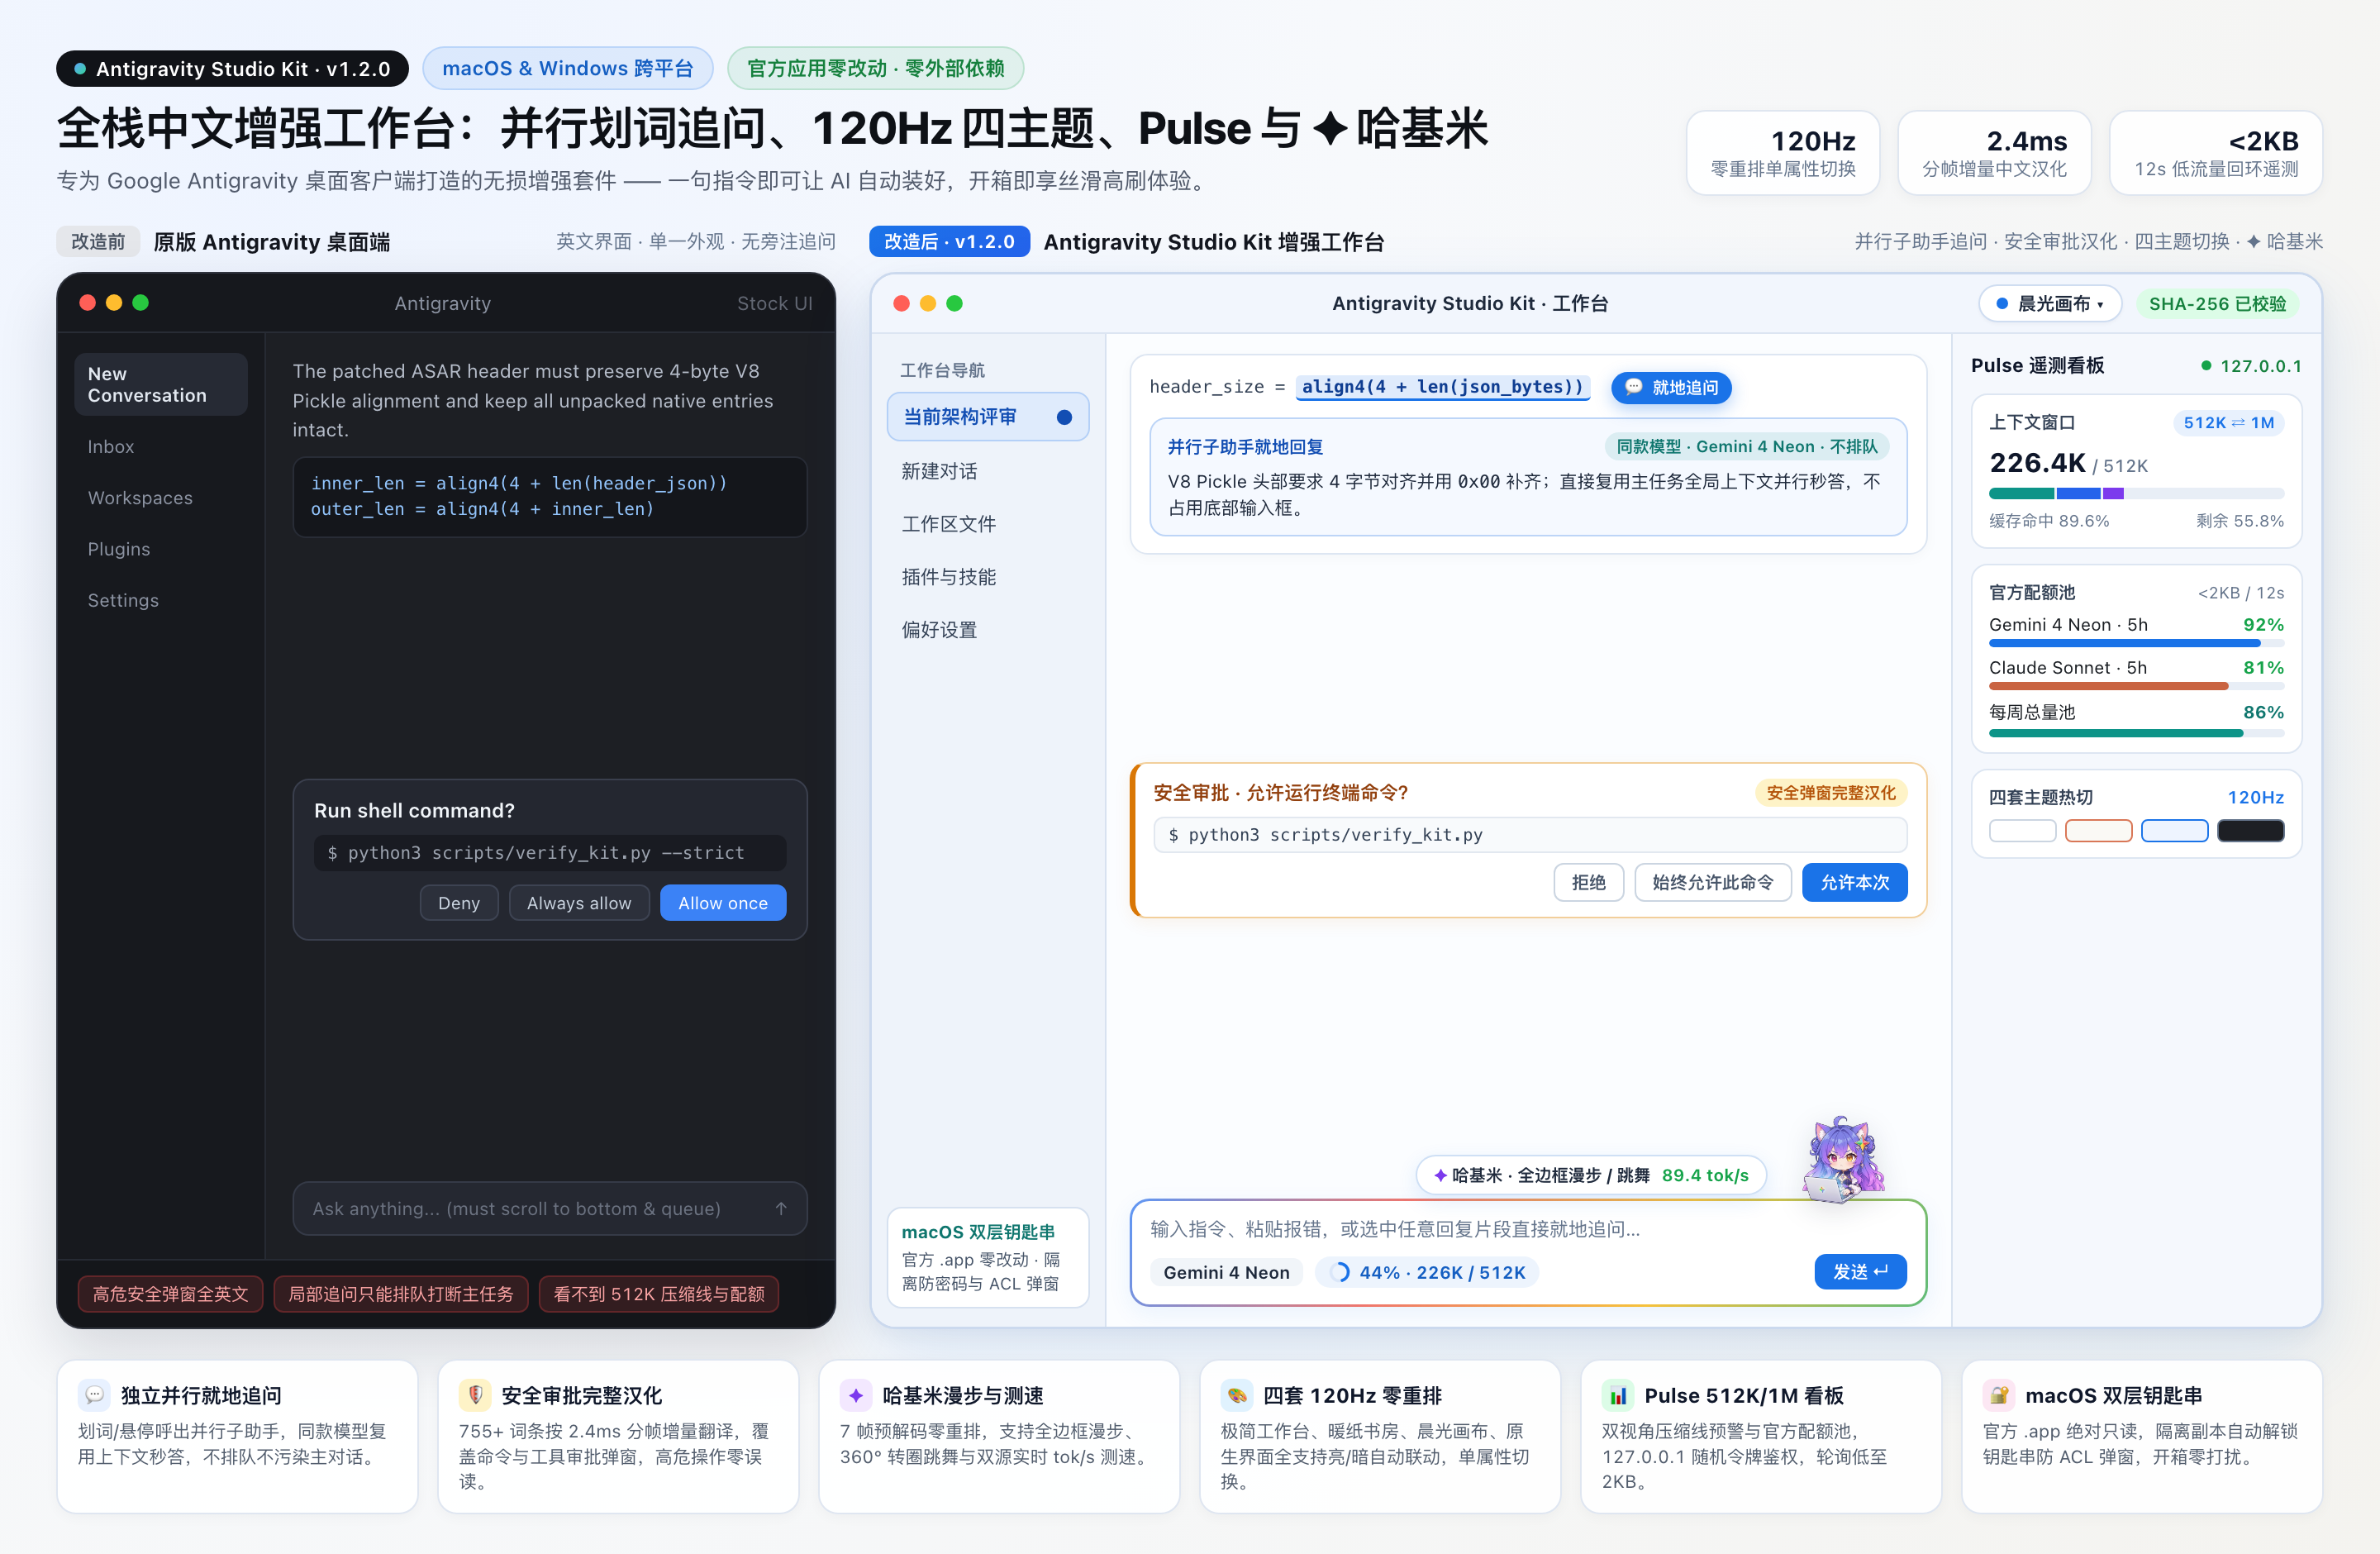 Antigravity Studio Kit · v1.2.0
macOS & Windows 跨平台
官方应用零改动 · 零外部依赖
全栈中文增强工作台：并行划词追问、120Hz 四主题、Pulse 与 ✦ 哈基米
专为 Google Antigravity 桌面客户端打造的无损增强套件 —— 一句指令即可让 AI 自动装好，开箱即享丝滑高刷体验。
120Hz
零重排单属性切换
2.4ms
分帧增量中文汉化
<2KB
12s 低流量回环遥测
改造前
原版 Antigravity 桌面端
英文界面 · 单一外观 · 无旁注追问
Antigravity
Stock UI
New
Conversation
Inbox
Workspaces
Plugins
Settings
The patched ASAR header must preserve 4-byte V8
Pickle alignment and keep all unpacked native entries
intact.
inner_len = align4(4 + len(header_json))
outer_len = align4(4 + inner_len)
Run shell command?
$ python3 scripts/verify_kit.py --strict
Deny
Always allow
Allow once
Ask anything... (must scroll to bottom & queue)
↑
高危安全弹窗全英文
局部追问只能排队打断主任务
看不到 512K 压缩线与配额
改造后 · v1.2.0
Antigravity Studio Kit 增强工作台
并行子助手追问 · 安全审批汉化 · 四主题切换 · ✦ 哈基米
Antigravity Studio Kit · 工作台
晨光画布 ▾
SHA-256 已校验
工作台导航
当前架构评审
新建对话
工作区文件
插件与技能
偏好设置
macOS 双层钥匙串
官方 .app 零改动 · 隔
离防密码与 ACL 弹窗
header_size = align4(4 + len(json_bytes))
💬 就地追问
并行子助手就地回复
同款模型 · Gemini 4 Neon · 不排队
V8 Pickle 头部要求 4 字节对齐并用 0x00 补齐；直接复用主任务全局上下文并行秒答，不
占用底部输入框。
安全审批 · 允许运行终端命令?
安全弹窗完整汉化
$ python3 scripts/verify_kit.py
拒绝
始终允许此命令
允许本次
✦ 哈基米 · 全边框漫步 / 跳舞 89.4 tok/s
输入指令、粘贴报错，或选中任意回复片段直接就地追问...
Gemini 4 Neon
44% · 226K / 512K
发送 ↵
Pulse 遥测看板
127.0.0.1
上下文窗口
512K ⇄ 1M
226.4K / 512K
缓存命中 89.6%
剩余 55.8%
官方配额池
<2KB / 12s
Gemini 4 Neon · 5h
92%
Claude Sonnet · 5h
81%
每周总量池
86%
四套主题热切
120Hz
独立并行就地追问
划词/悬停呼出并行子助手，同款模型复
用上下文秒答，不排队不污染主对话。
安全审批完整汉化
755+ 词条按 2.4ms 分帧增量翻译，覆
盖命令与工具审批弹窗，高危操作零误
读。
哈基米漫步与测速
7 帧预解码零重排，支持全边框漫步、
360° 转圈跳舞与双源实时 tok/s 测速。
四套 120Hz 零重排
极简工作台、暖纸书房、晨光画布、原
生界面全支持亮/暗自动联动，单属性切
换。
Pulse 512K/1M 看板
双视角压缩线预警与官方配额池，
127.0.0.1 随机令牌鉴权，轮询低至
2KB。
macOS 双层钥匙串
官方 .app 绝对只读，隔离副本自动解锁
钥匙串防 ACL 弹窗，开箱零打扰。